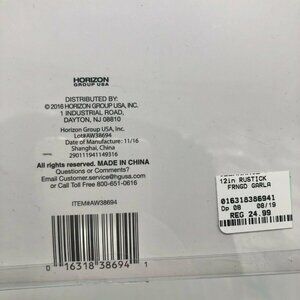 HORIZON
GROUP USA
DISTRIBUTED BY:
© 2016 HORIZON GROUP USA, INC.
1 INDUSTRIAL ROAD,
DAYTON, NJ 08810
Horizon Group USA, Inc.
Lot#AW38694
Date of Manufacture: 11/16
Shanghai, China
290111941149316
All rights reserved. MADE IN CHINA
Questions or Comments?
Email Customer.service@hgusa.com
or Call Toll Free 800-651-0616
ITEM#AW38694
0 16318 38694 1
12in RUSTICK
FRNGD GARLA
016318386941
Dp 08 08/19
REG 24.99